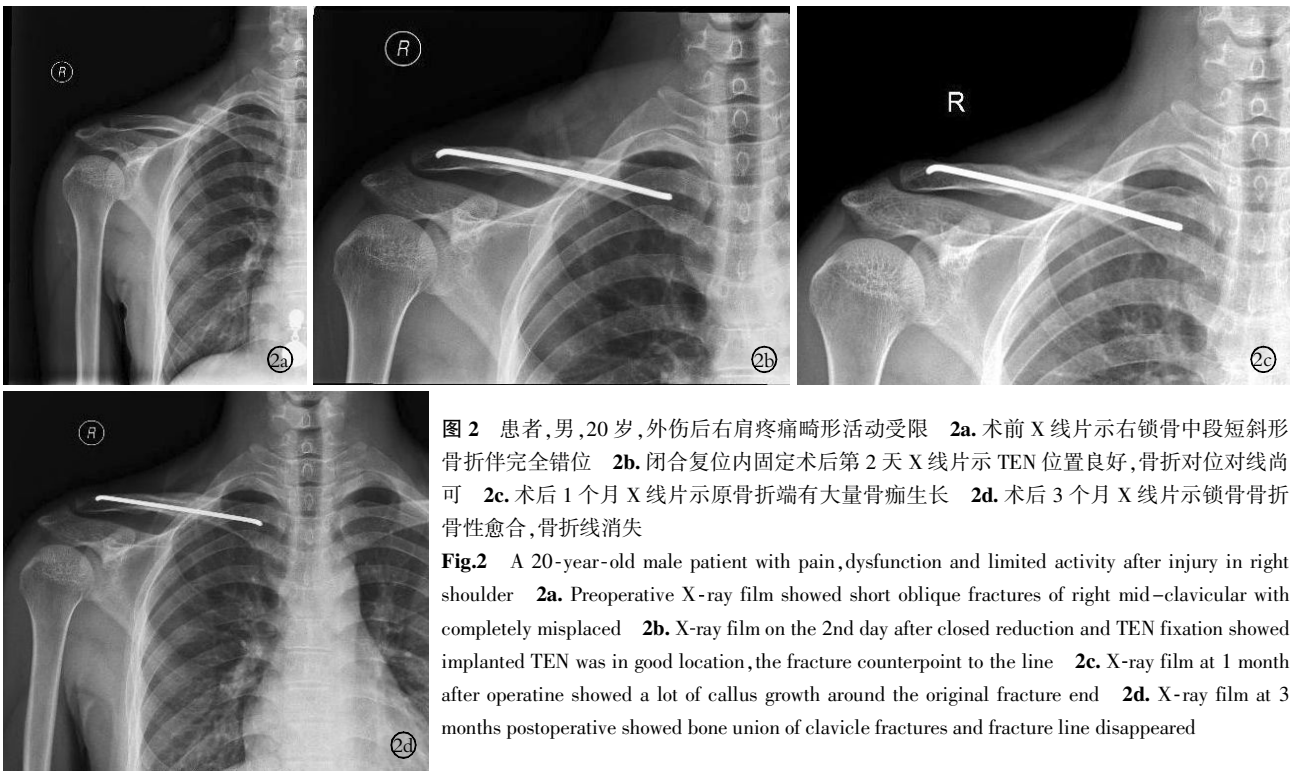 R
2a
R
2b
R
2c
R
2d
图 2 患者,男,20 岁,外伤后右肩疼痛畸形活动受限 2a. 术前 X 线片示右锁骨中段短斜形
骨折伴完全错位 2b. 闭合复位内固定术后第 2 天 X 线片示 TEN 位置良好,骨折对位对线尚
可 2c. 术后 1 个月 X 线片示原骨折端有大量骨痂生长 2d. 术后 3 个月 X 线片示锁骨骨折
骨性愈合,骨折线消失
Fig.2 A 20-year-old male patient with pain,dysfunction and limited activity after injury in right
shoulder 2a. Preoperative X-ray film showed short oblique fractures of right mid-clavicular with
completely misplaced 2b. X-ray film on the 2nd day after closed reduction and TEN fixation showed
implanted TEN was in good location,the fracture counterpoint to the line 2c. X-ray film at 1 month
after operatine showed a lot of callus growth around the original fracture end 2d. X-ray film at 3
months postoperative showed bone union of clavicle fractures and fracture line disappeared